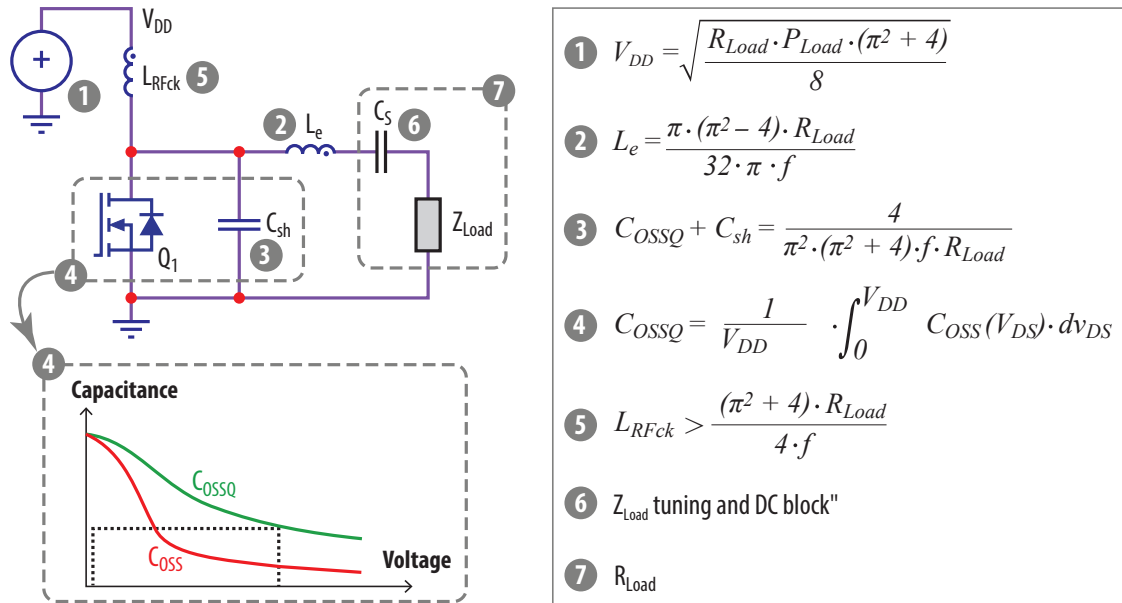 V_DD
L_RFck 5
1
7
2 L_e
C_S 6
Q_1
C_sh
3
Z_Load
4
4
Capacitance
C_OSSQ
C_OSS
Voltage
1 V_DD = √(R_Load · P_Load · (π² + 4) / 8)
2 L_e = π · (π² – 4) · R_Load / 32 · π · f
3 C_OSSQ + C_sh = 4 / π² · (π² + 4) · f · R_Load
4 C_OSSQ = 1 / V_DD · ∫_0^V_DD C_OSS (V_DS) · dv_DS
5 L_RFck > (π² + 4) · R_Load / 4 · f
6 Z_Load tuning and DC block"
7 R_Load